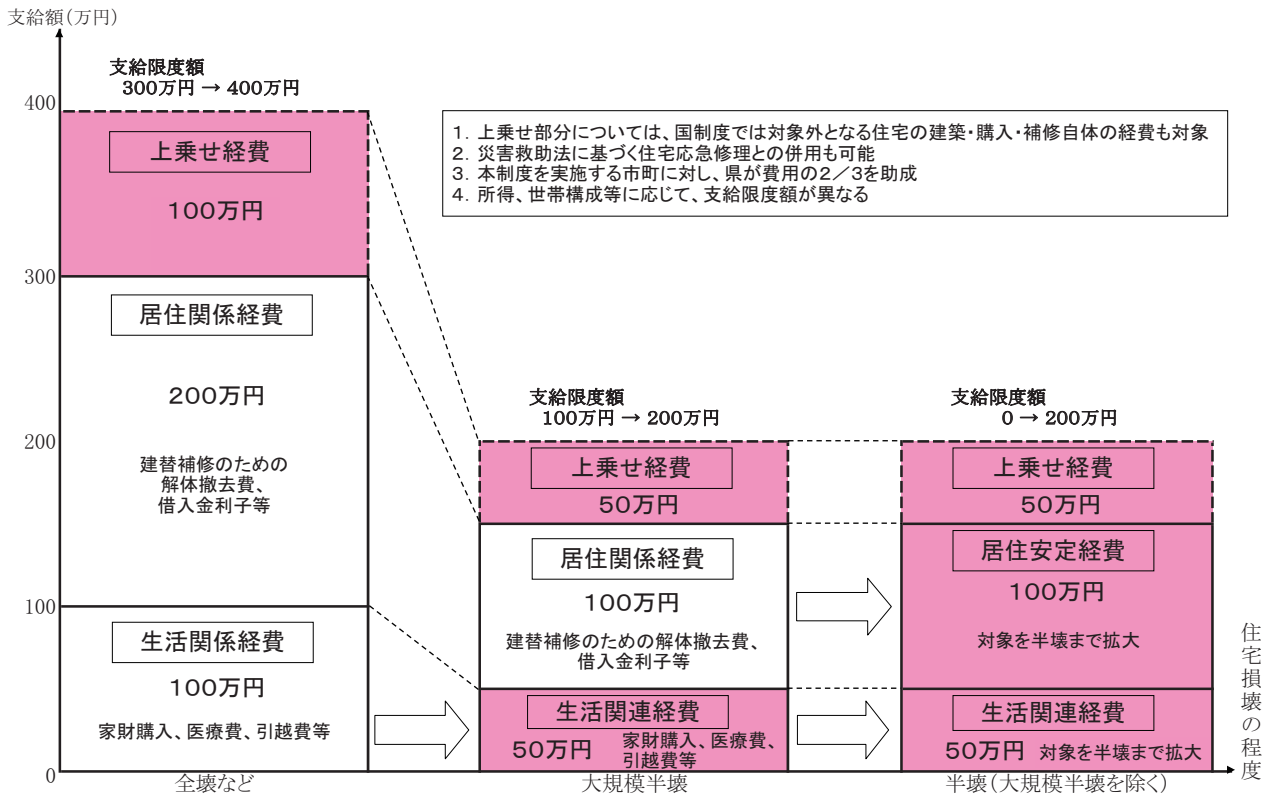 支給額(万円)
支給限度額
300万円 → 400万円
400
300
200
100
0
上乗せ経費
100万円
居住関係経費
200万円
建替補修のための
解体撤去費、
借入金利子等
生活関係経費
100万円
家財購入、医療費、引越費等
全壊など
1. 上乗せ部分については、国制度では対象外となる住宅の建築・購入・補修自体の経費も対象
2. 災害救助法に基づく住宅応急修理との併用も可能
3. 本制度を実施する市町に対し、県が費用の2/3を助成
4. 所得、世帯構成等に応じて、支給限度額が異なる
支給限度額
100万円 → 200万円
上乗せ経費
50万円
居住関係経費
100万円
建替補修のための解体撤去費、
借入金利子等
生活関連経費
50万円
家財購入、医療費、
引越費等
大規模半壊
支給限度額
0 → 200万円
上乗せ経費
50万円
居住安定経費
100万円
対象を半壊まで拡大
生活関連経費
50万円 対象を半壊まで拡大
半壊(大規模半壊を除く)
住宅損壊の程度